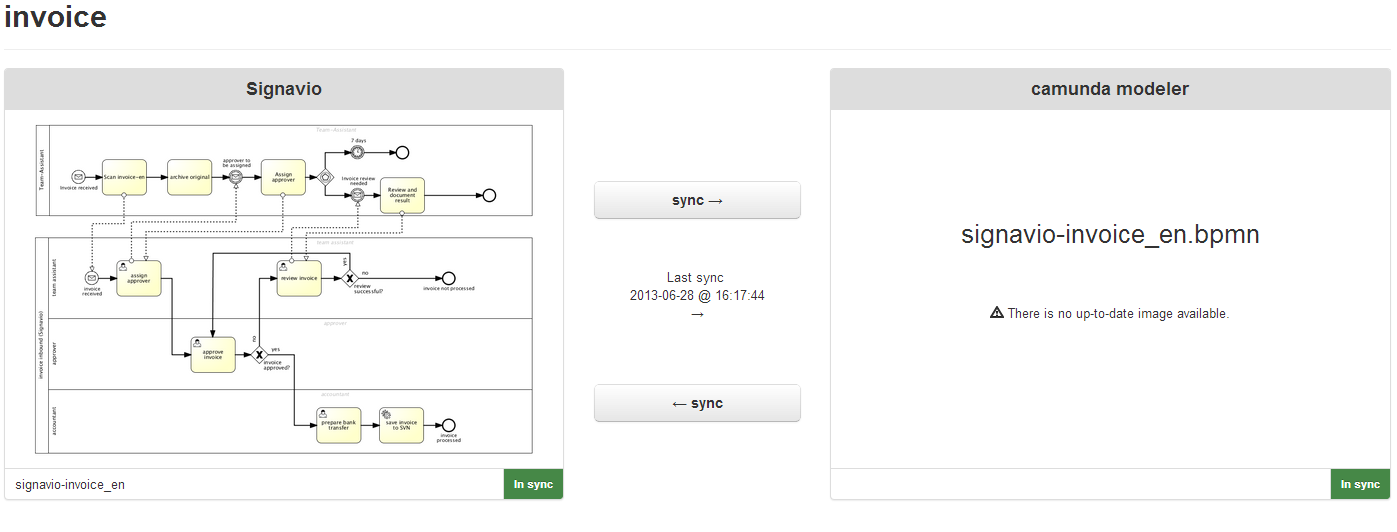 invoice
Signavio
Team-Assistant
Team-Assistant
Invoice received
Scan invoice-en
archive original
approver to
be assigned
Assign
approver
7 days
Invoice review
needed
Review and
document
result
invoice inbound (Signavio)
team assistant
team assistant
invoice
received
assign
approver
review invoice
yes
no
review
successful?
invoice not processed
approver
approver
approve
invoice
no
yes
invoice
approved?
accountant
accountant
prepare bank
transfer
save invoice
to SVN
invoice
processed
signavio-invoice_en
In sync
sync →
Last sync
2013-06-28 @ 16:17:44
→
← sync
camunda modeler
signavio-invoice_en.bpmn
There is no up-to-date image available.
In sync